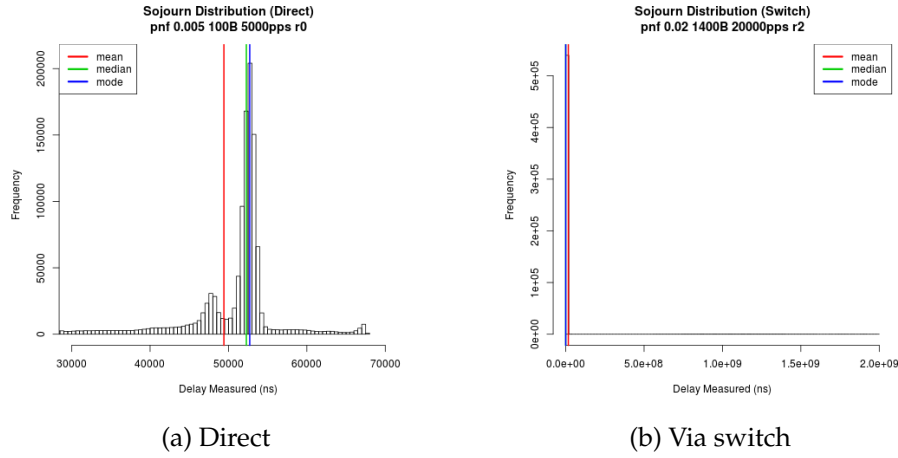 Sojourn Distribution (Direct)
pnf 0.005 100B 5000pps r0
mean
median
mode
Frequency
200000
150000
100000
50000
0
30000 40000 50000 60000 70000
Delay Measured (ns)
(a) Direct
Sojourn Distribution (Switch)
pnf 0.02 1400B 20000pps r2
mean
median
mode
Frequency
5e+05
4e+05
3e+05
2e+05
1e+05
0e+00
0.0e+00 5.0e+08 1.0e+09 1.5e+09 2.0e+09
Delay Measured (ns)
(b) Via switch